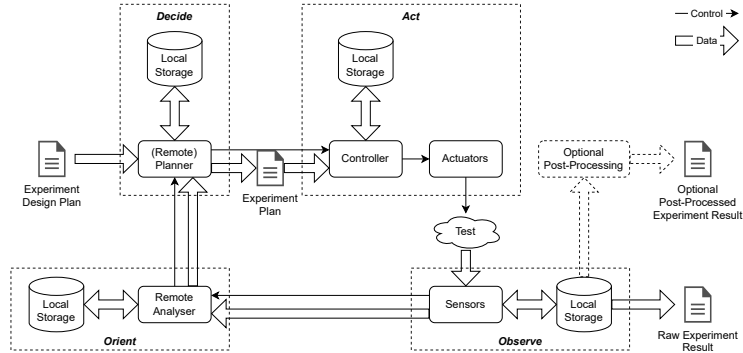 Decide
Act
Control
Data
Local
Storage
Local
Storage
(Remote)
Planner
Controller
Actuators
Optional
Post-Processing
Experiment
Design Plan
Experiment
Plan
Optional
Post-Processed
Experiment Result
Test
Local
Storage
Remote
Analyser
Sensors
Local
Storage
Orient
Observe
Raw Experiment
Result